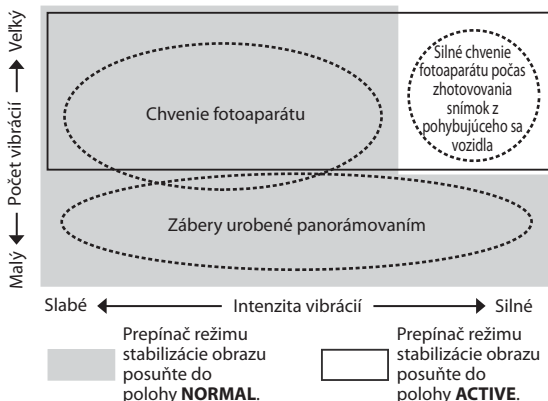 Malý
Počet vibrácií
Veľký
Chvenie fotoaparátu
Silné chvenie
fotoaparátu počas
zhotovovania
snímok z
pohybujúceho sa
vozidla
Zábery urobené panorámovaním
Slabé
Intenzita vibrácií
Silné
Prepínač režimu
stabilizácie obrazu
posuňte do
polohy NORMAL.
Prepínač režimu
stabilizácie obrazu
posuňte do
polohy ACTIVE.